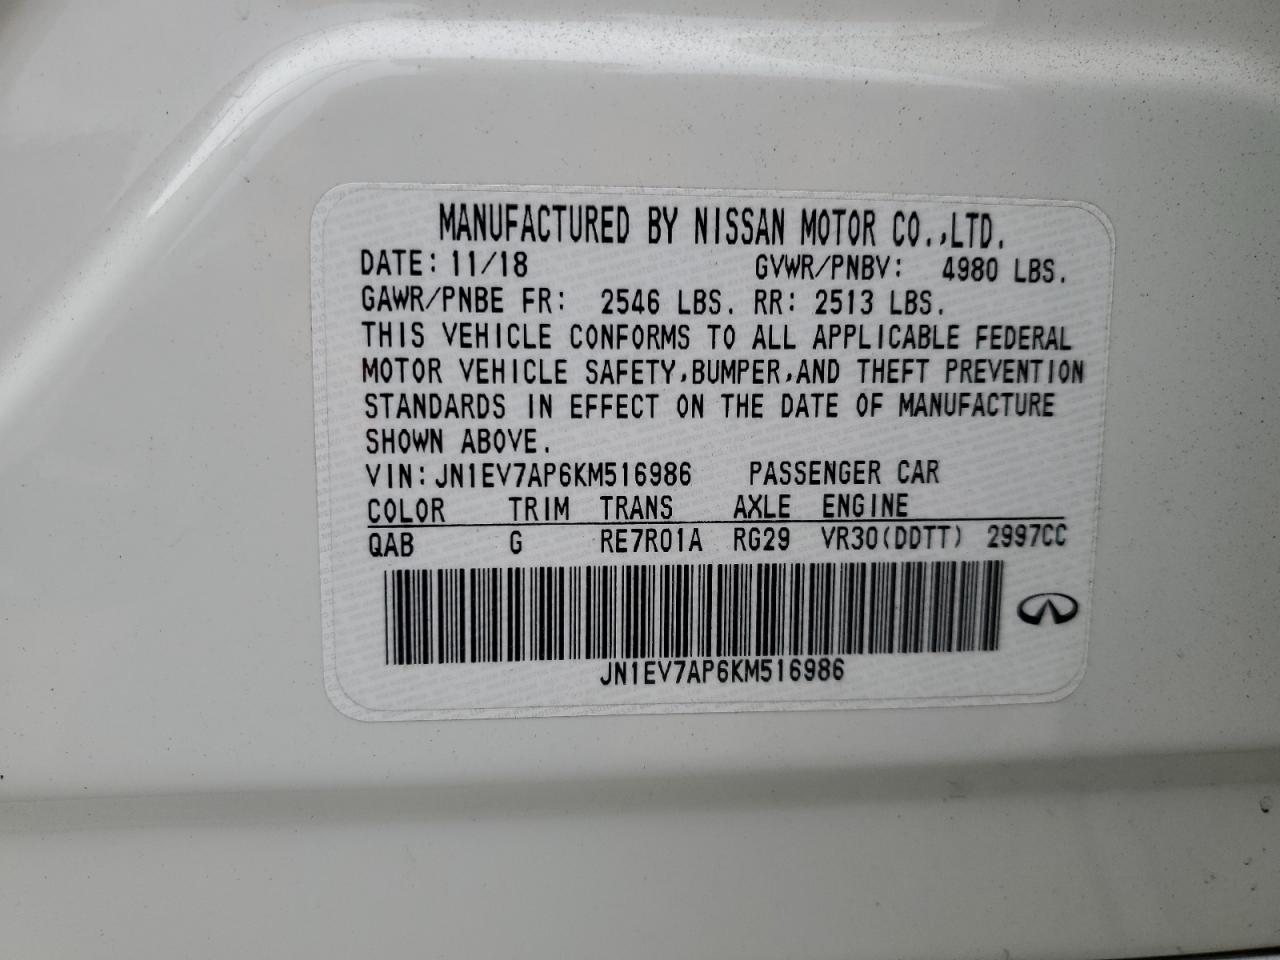 MANUFACTURED BY NISSAN MOTOR CO.,LTD.
DATE: 11/18 GVWR/PNBV: 4980 LBS.
GAWR/PNBE FR: 2546 LBS. RR: 2513 LBS.
THIS VEHICLE CONFORMS TO ALL APPLICABLE FEDERAL
MOTOR VEHICLE SAFETY,BUMPER,AND THEFT PREVENTION
STANDARDS IN EFFECT ON THE DATE OF MANUFACTURE
SHOWN ABOVE.
VIN:JN1EV7AP6KM516986 PASSENGER CAR
COLOR TRIM TRANS AXLE ENGINE
QAB G RE7R01A RG29 VR30(DDTT) 2997CC
JN1EV7AP6KM516986